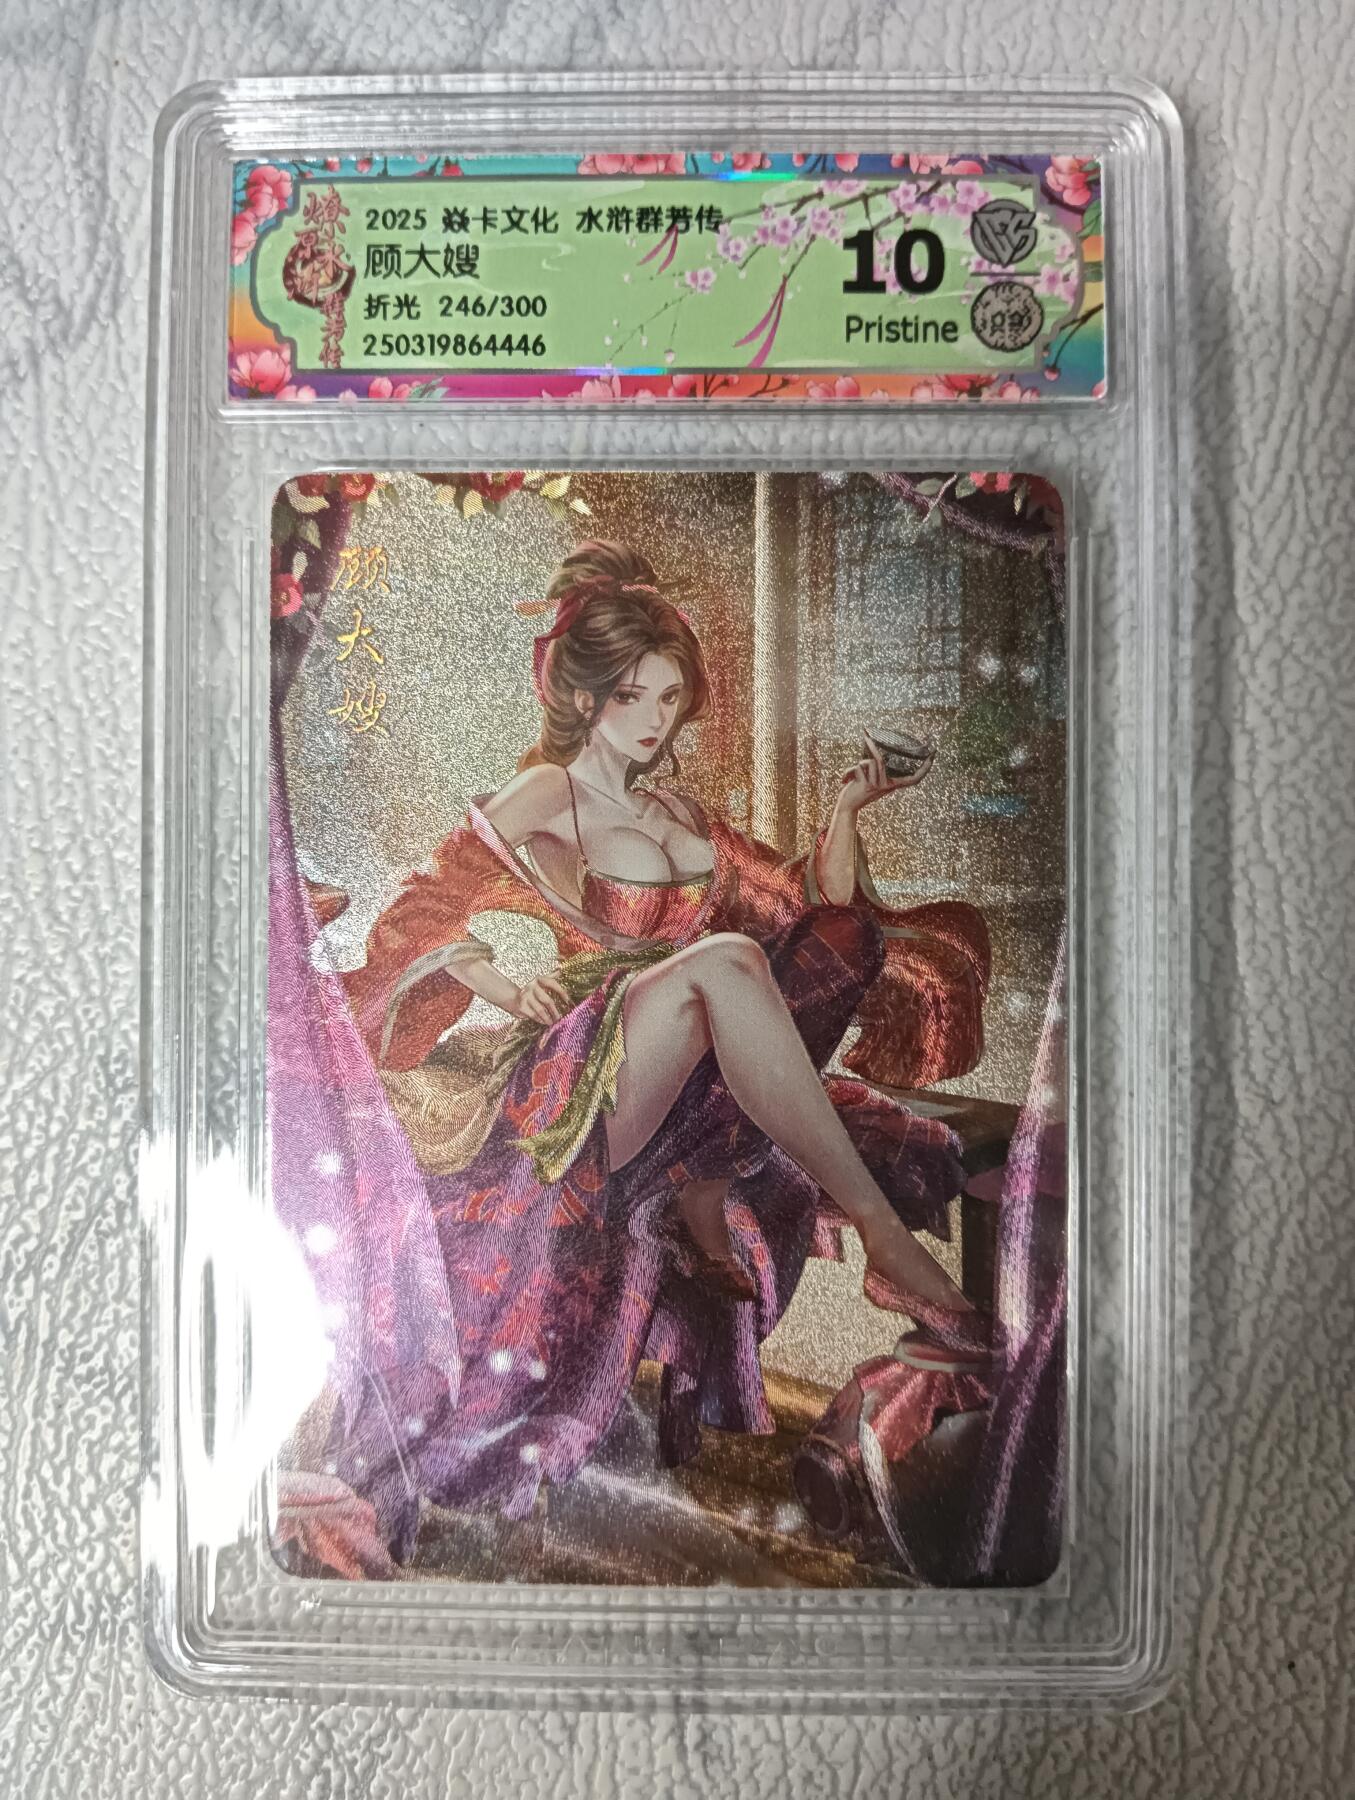 2025 焱卡文化 水浒群芳传
顾大嫂
折光 246/300
250319864446
10
Pristine
顾大嫂